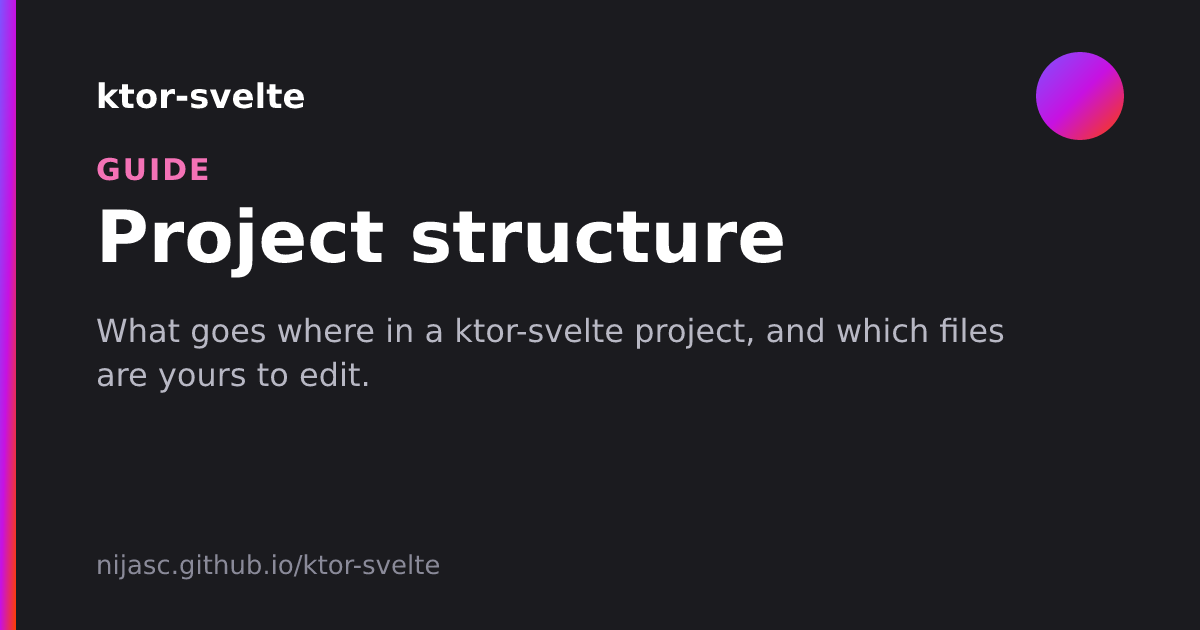 ktor-svelte
GUIDE
Project structure
What goes where in a ktor-svelte project, and which files
are yours to edit.
nijasc.github.io/ktor-svelte